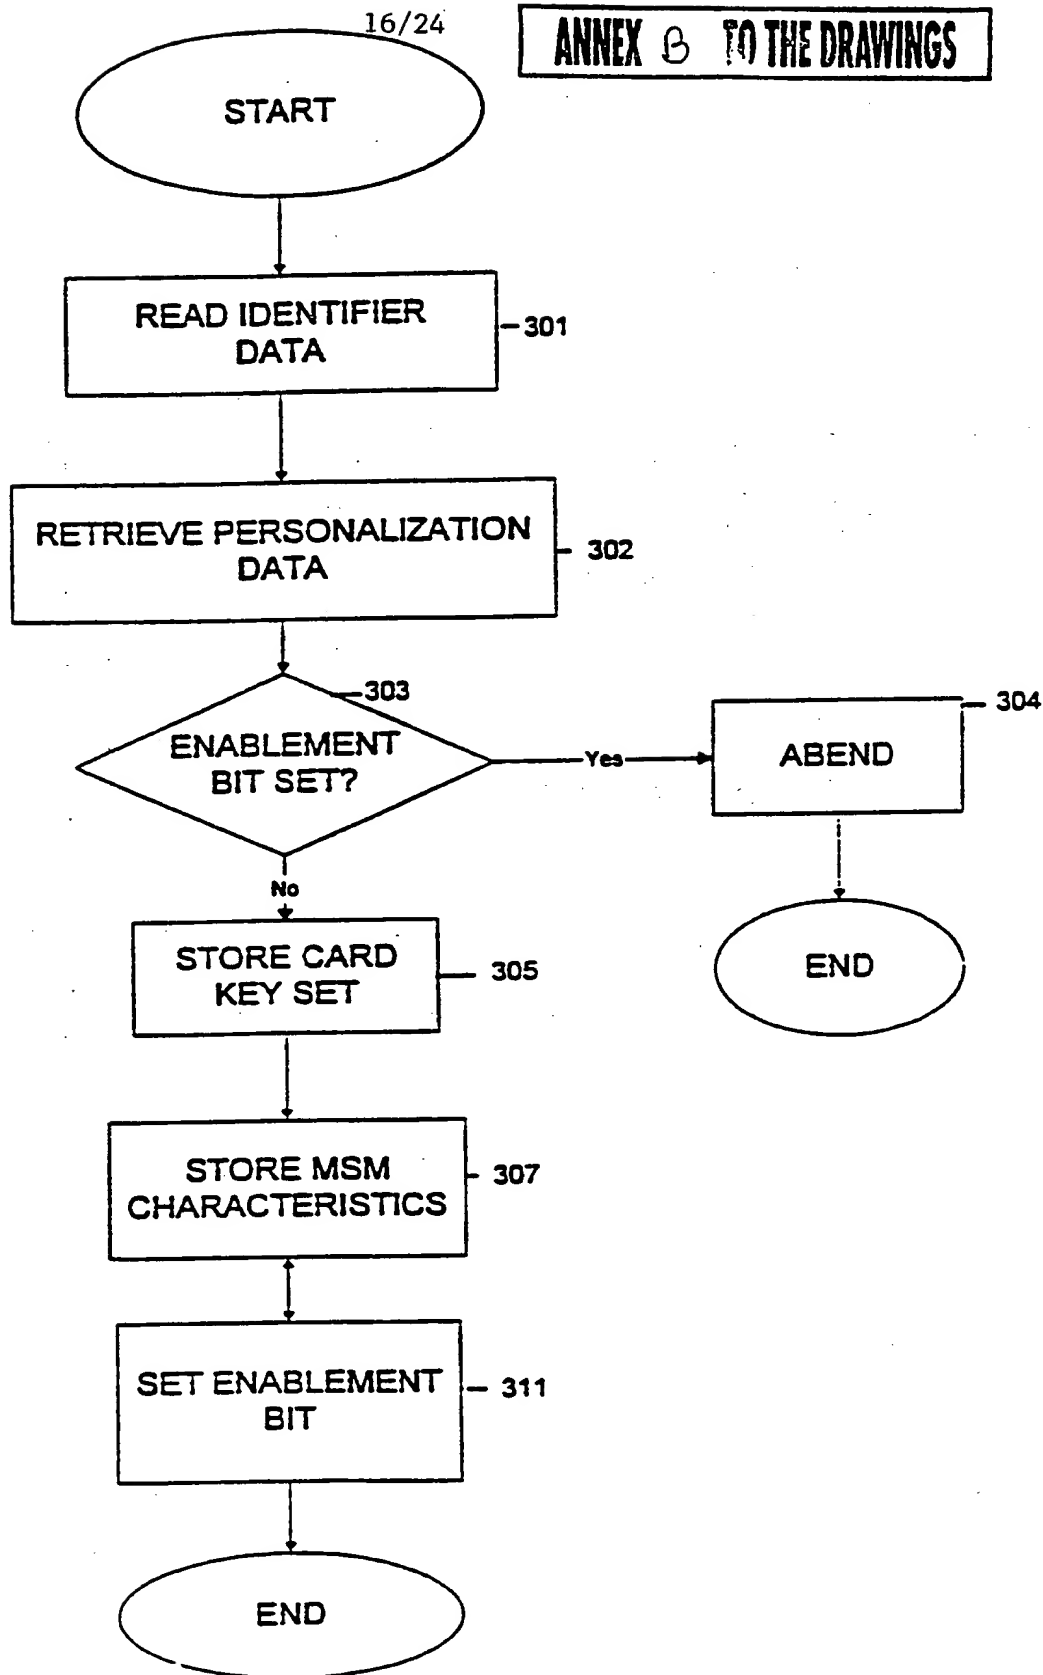 16/24
ANNEX B TO THE DRAWINGS
START
READ IDENTIFIER
DATA
301
RETRIEVE PERSONALIZATION
DATA
302
303
ENABLEMENT
BIT SET?
Yes
304
ABEND
END
No
STORE CARD
KEY SET
305
STORE MSM
CHARACTERISTICS
307
SET ENABLEMENT
BIT
311
END